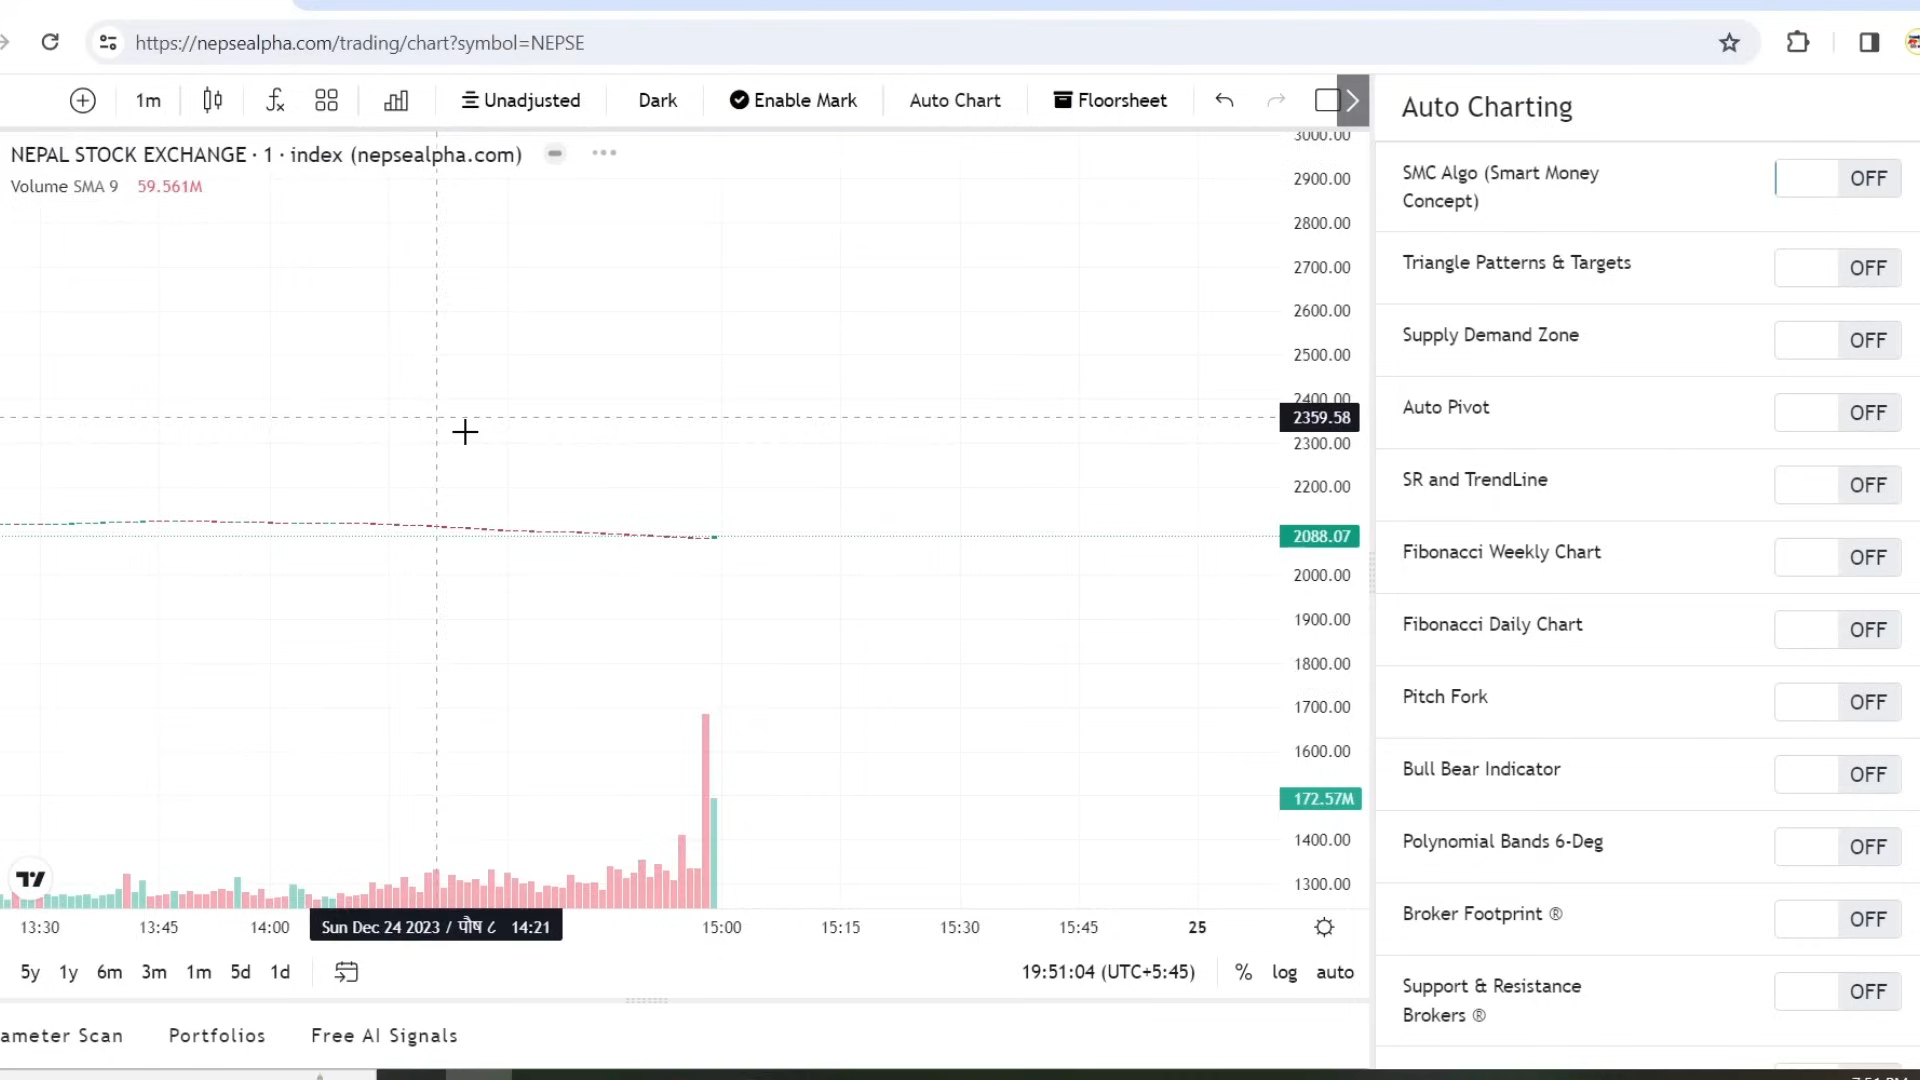 https://nepsealpha.com/trading/chart?symbol=NEPSE
1m
Unadjusted
Dark
Enable Mark
Auto Chart
Floorsheet
NEPAL STOCK EXCHANGE · 1 · index (nepsealpha.com)
Volume SMA 9 59.561M
3000.00
2900.00
2800.00
2700.00
2600.00
2500.00
2400.00
2359.58
2300.00
2200.00
2088.07
2000.00
1900.00
1800.00
1700.00
1600.00
172.57M
1400.00
1300.00
13:30 13:45 14:00 Sun Dec 24 2023 / पौष ८ 14:21 15:00 15:15 15:30 15:45 25
5y 1y 6m 3m 1m 5d 1d
19:51:04 (UTC+5:45) % log auto
ameter Scan Portfolios Free AI Signals
Auto Charting
SMC Algo (Smart Money
Concept)
OFF
Triangle Patterns & Targets OFF
Supply Demand Zone OFF
Auto Pivot OFF
SR and TrendLine OFF
Fibonacci Weekly Chart OFF
Fibonacci Daily Chart OFF
Pitch Fork OFF
Bull Bear Indicator OFF
Polynomial Bands 6-Deg OFF
Broker Footprint ® OFF
Support & Resistance
Brokers ®
OFF